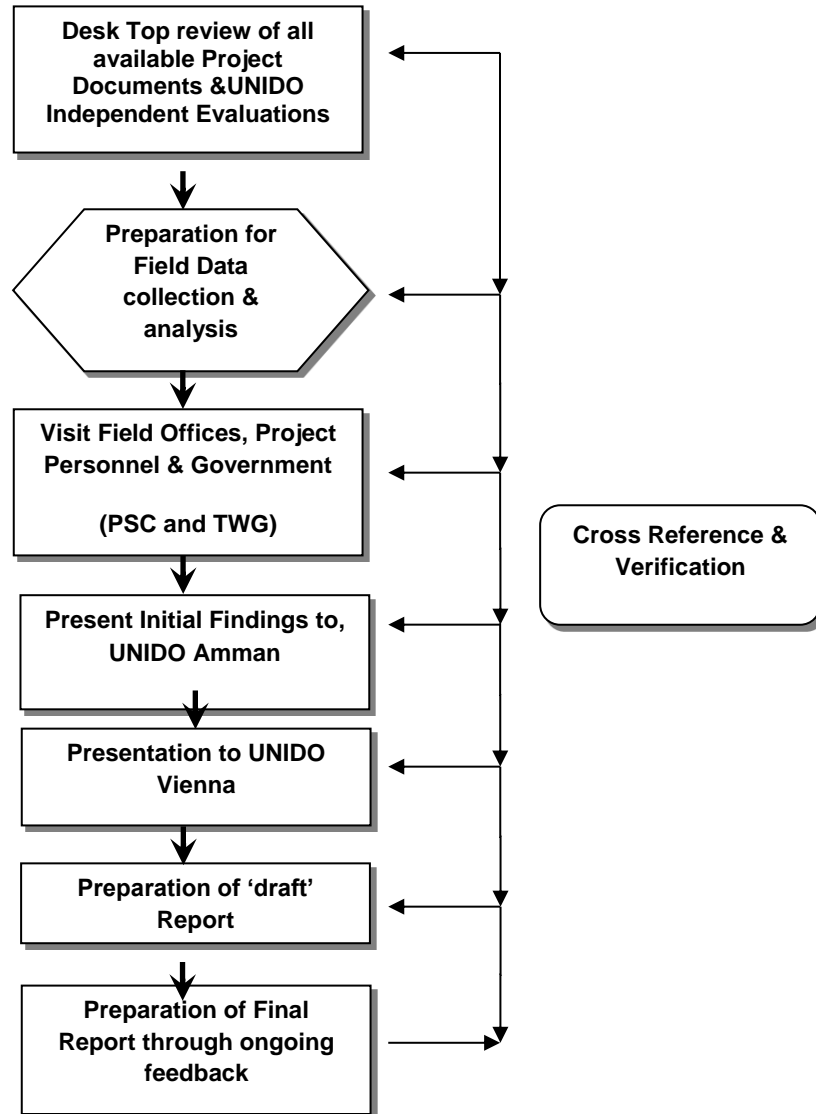 Desk Top review of all
available Project
Documents &UNIDO
Independent Evaluations
Preparation for
Field Data
collection &
analysis
Visit Field Offices, Project
Personnel & Government
(PSC and TWG)
Cross Reference &
Verification
Present Initial Findings to,
UNIDO Amman
Presentation to UNIDO
Vienna
Preparation of ‘draft’
Report
Preparation of Final
Report through ongoing
feedback